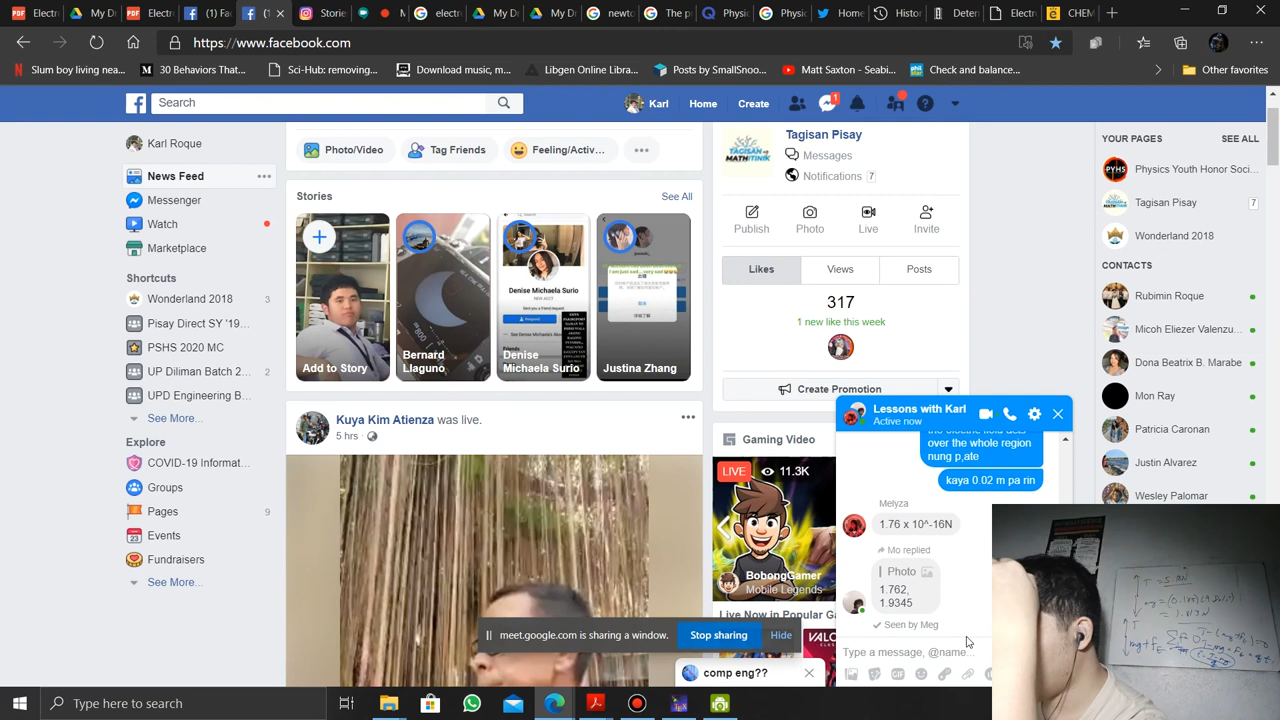 (1) Fac
Stories
electr
My Dr
My Dr
newto
The p
Physic
Physic
Home
Histor
Deter
Electr
CHEM
https://www.facebook.com
Slum boy living nea...
30 Behaviors That...
Sci-Hub: removing...
Download music, m...
Libgen Online Libra...
Posts by SmallSnoo...
Matt Saxton - Seabi...
Check and balance...
Other favorites
Search
Karl
Home
Create
1
Karl Roque
News Feed
Messenger
Watch
Marketplace
Shortcuts
Wonderland 2018
3
Pisay Direct SY '19...
PSHS 2020 MC
UP Diliman Batch 2...
2
UPD Engineering B...
See More...
Explore
COVID-19 Informat...
Groups
Pages
9
Events
Fundraisers
See More...
Photo/Video
Tag Friends
Feeling/Activ...
Stories
See All
Add to Story
Bernard
Llaguno
Denise
Michaela Surio
Justina Zhang
Kuya Kim Atienza was live.
5 hrs
Tagisan Pisay
Messages
Notifications 7
Publish
Photo
Live
Invite
Likes
Views
Posts
317
1 new like this week
Create Promotion
Gaming Video
LIVE
11.3K
BobongGamer
Mobile Legends
Live Now in Popular Ga
YOUR PAGES
SEE ALL
Physics Youth Honor Soci...
Tagisan Pisay
7
Wonderland 2018
CONTACTS
Rubimin Roque
Micoh Eliezer Valenzu...
Dona Beatrix B. Marabe
Mon Ray
Patricia Caronan
Justin Alvarez
Wesley Palomar
Lessons with Karl
Active now
over the whole region
nung p,ate
kaya 0.02 m pa rin
Melyza
1.76 x 10^-16N
Mo replied
Photo
1.762,
1.9345
Seen by Meg
Type a message, @name...
meet.google.com is sharing a window.
Stop sharing
Hide
comp eng??
Type here to search